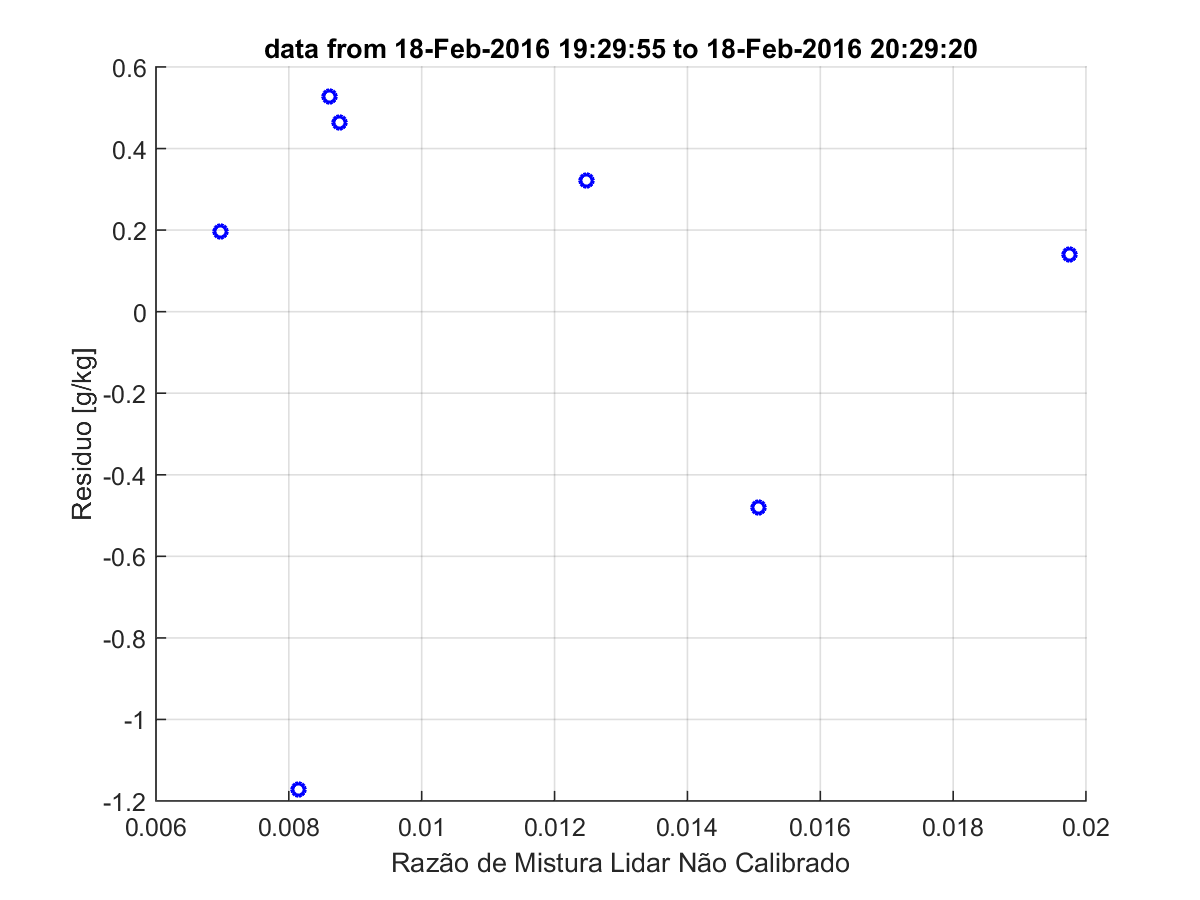 data from 18-Feb-2016 19:29:55 to 18-Feb-2016 20:29:20
0.6
0.4
0.2
0
-0.2
-0.4
-0.6
-0.8
-1
-1.2
Residuo [g/kg]
0.006 0.008 0.01 0.012 0.014 0.016 0.018 0.02
Razão de Mistura Lidar Não Calibrado